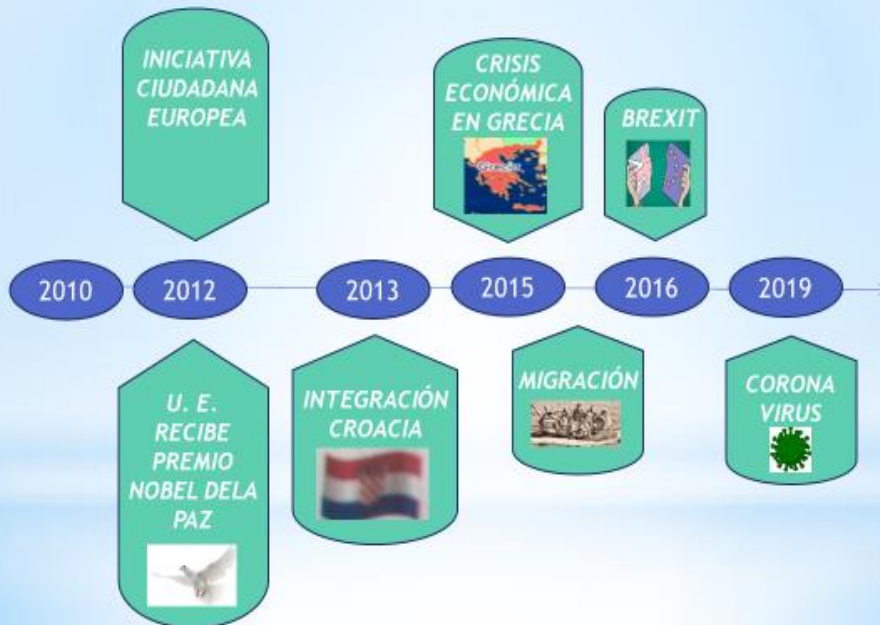 INICIATIVA
CIUDADANA
EUROPEA
CRISIS
ECONÓMICA
EN GRECIA
Grecia
BREXIT
2010
2012
2013
2015
2016
2019
U. E.
RECIBE
PREMIO
NOBEL DELA
PAZ
INTEGRACIÓN
CROACIA
MIGRACIÓN
CORONA
VIRUS